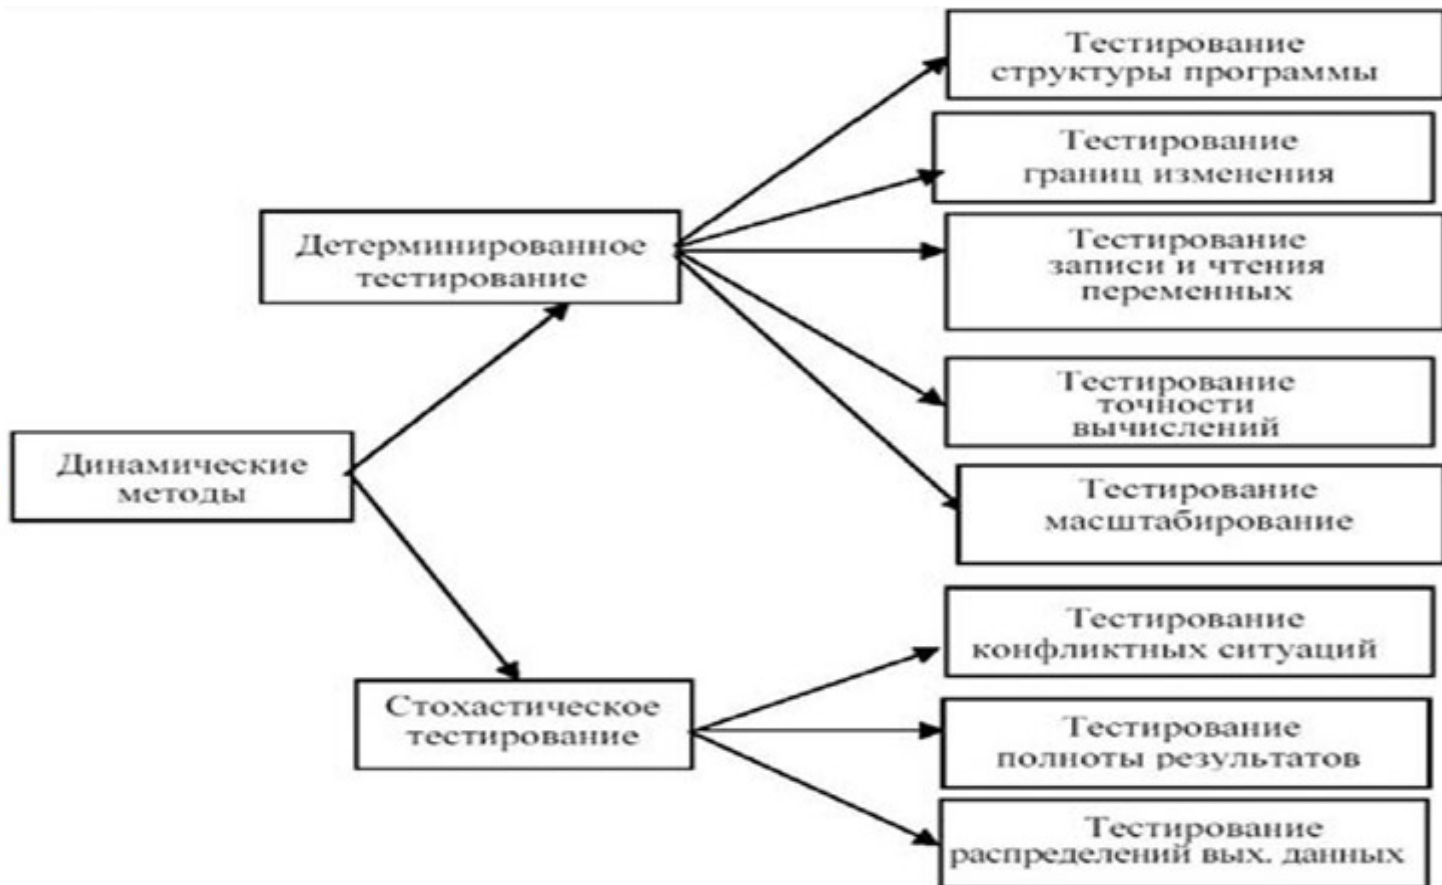 Тестирование
структуры программы
Тестирование
границ изменения
Детерминированное
тестирование
Тестирование
записи и чтения
переменных
Тестирование
точности
вычислений
Динамические
методы
Тестирование
масштабирование
Тестирование
конфликтных ситуаций
Стохастическое
тестирование
Тестирование
полноты результатов
Тестирование
распределений вых. данных